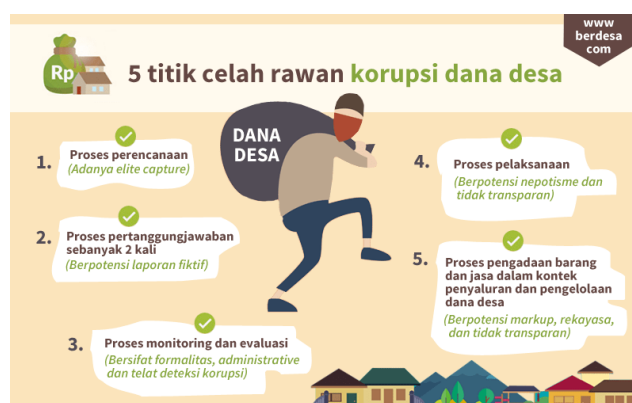 www
berdesa
com
Rp
5 titik celah rawan korupsi dana desa
DANA
DESA
1.
Proses perencanaan
(Adanya elite capture)
2.
Proses pertanggungjawaban
sebanyak 2 kali
(Berpotensi laporan fiktif)
3.
Proses monitoring dan evaluasi
(Bersifat formalitas, administrative
dan telat deteksi korupsi)
4.
Proses pelaksanaan
(Berpotensi nepotisme dan
tidak transparan)
5.
Proses pengadaan barang
dan jasa dalam kontek
penyaluran dan pengelolaan
dana desa
(Berpotensi markup, rekayasa,
dan tidak transparan)